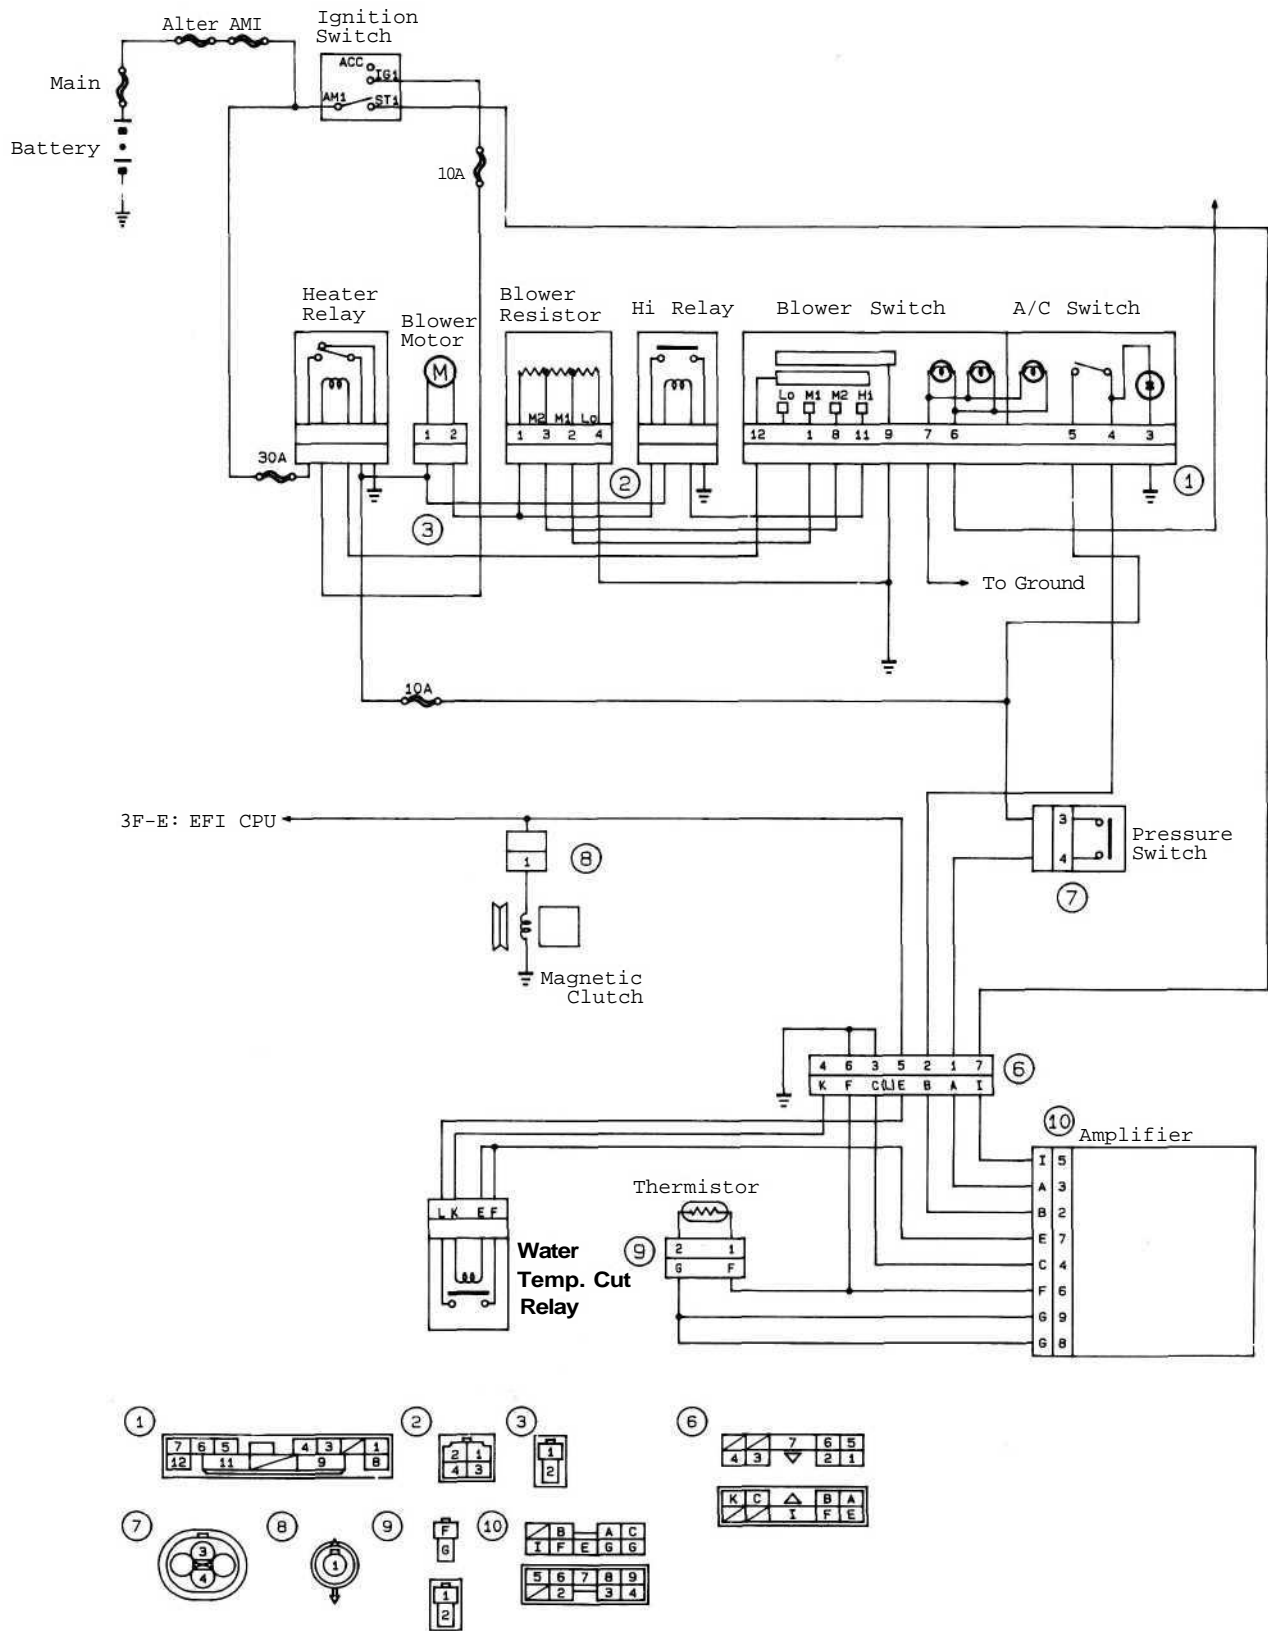 Alter AMI
Ignition
Switch
ACC
IG1
Main
AM1
ST1
Battery
10A
Heater
Relay
Blower
Motor
Blower
Resistor
Hi Relay
Blower Switch
A/C Switch
M
Lo M1 M2 Hi
M2 M1 Lo
1 2
1 3 2 4
12 1 8 11 9 7 6 5 4 3
30A
2
1
3
To Ground
10A
3F-E: EFI CPU
1
8
3
4
Pressure
Switch
7
Magnetic
Clutch
4 6 3 5 2 1 7
K F C(L)E B A I
6
10
Amplifier
I 5
A 3
B 2
E 7
C 4
F 6
G 9
G 8
Thermistor
L K E F
Water
Temp. Cut
Relay
9
2 1
G F
1
7 6 5 4 3 1
12 11 9 8
2
2 1
4 3
3
1
2
6
7 6 5
4 3 2 1
K C B A
I F E
7
3
4
8
1
9
F
G
1
2
10
B A C
I F E G G
5 6 7 8 9
2 3 4